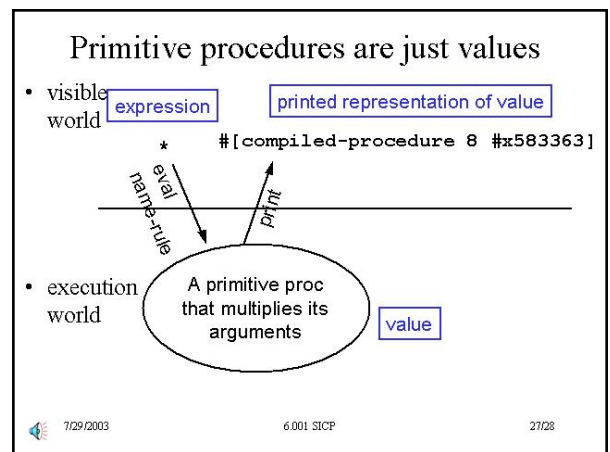 Primitive procedures are just values
• visible world
expression
printed representation of value
*
#[compiled-procedure 8 #x583363]
eval
name-rule
print
• execution world
A primitive proc
that multiplies its
arguments
value
7/29/2003
6.001 SICP
27/28